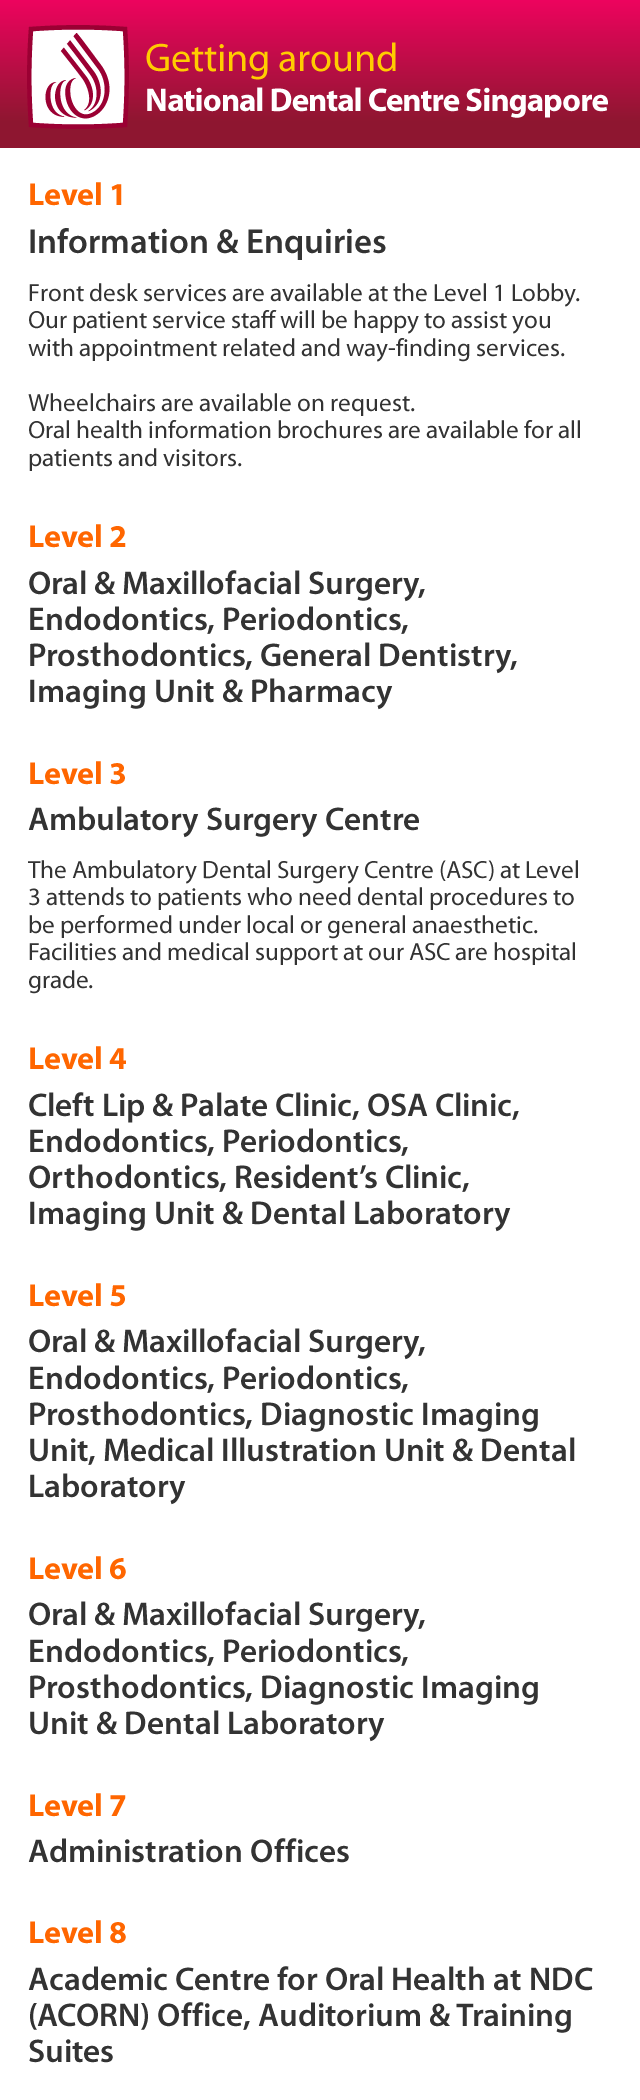 Getting around
National Dental Centre Singapore
Level 1
Information & Enquiries
Front desk services are available at the Level 1 Lobby.
Our patient service staff will be happy to assist you
with appointment related and way-finding services.
Wheelchairs are available on request.
Oral health information brochures are available for all
patients and visitors.
Level 2
Oral & Maxillofacial Surgery,
Endodontics, Periodontics,
Prosthodontics, General Dentistry,
Imaging Unit & Pharmacy
Level 3
Ambulatory Surgery Centre
The Ambulatory Dental Surgery Centre (ASC) at Level
3 attends to patients who need dental procedures to
be performed under local or general anaesthetic.
Facilities and medical support at our ASC are hospital
grade.
Level 4
Cleft Lip & Palate Clinic, OSA Clinic,
Endodontics, Periodontics,
Orthodontics, Resident’s Clinic,
Imaging Unit & Dental Laboratory
Level 5
Oral & Maxillofacial Surgery,
Endodontics, Periodontics,
Prosthodontics, Diagnostic Imaging
Unit, Medical Illustration Unit & Dental
Laboratory
Level 6
Oral & Maxillofacial Surgery,
Endodontics, Periodontics,
Prosthodontics, Diagnostic Imaging
Unit & Dental Laboratory
Level 7
Administration Offices
Level 8
Academic Centre for Oral Health at NDC
(ACORN) Office, Auditorium & Training
Suites